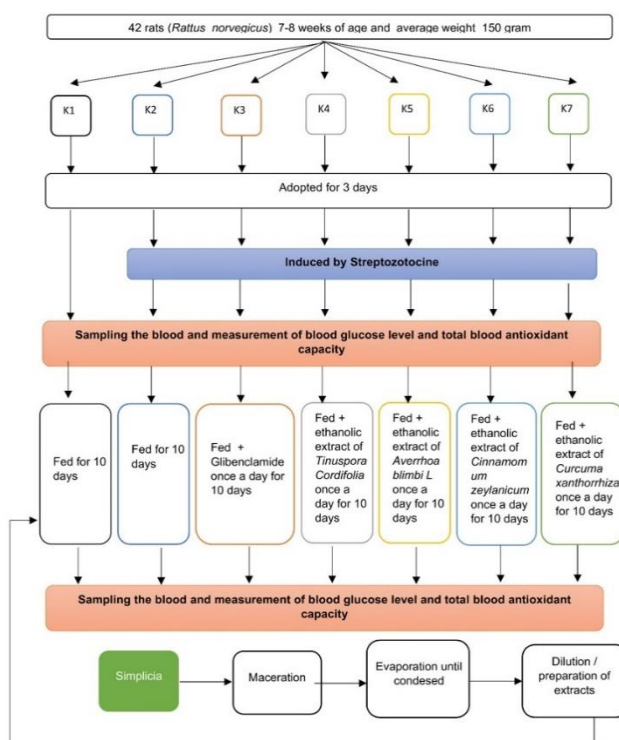 42 rats (Rattus norvegicus) 7-8 weeks of age and average weight 150 gram
K1
K2
K3
K4
K5
K6
K7
Adopted for 3 days
Induced by Streptozotocine
Sampling the blood and measurement of blood glucose level and total blood antioxidant
capacity
Fed for 10
days
Fed for 10
days
Fed +
Glibenclamide
once a day for
10 days
Fed +
ethanolic
extract of
Tinuspora
Cordifolia
once a day
for 10 days
Fed +
ethanolic
extract of
Averrhoa
blimbi L
once a day
for 10 days
Fed +
ethanolic
extract of
Cinnamom
um
zeylanicum
once a day
for 10 days
Fed +
ethanolic
extract of
Curcuma
xanthorrhiza
once a day
for 10 days
Sampling the blood and measurement of blood glucose level and total blood antioxidant
capacity
Simplicia
Maceration
Evaporation until
condesed
Dilution /
preparation of
extracts